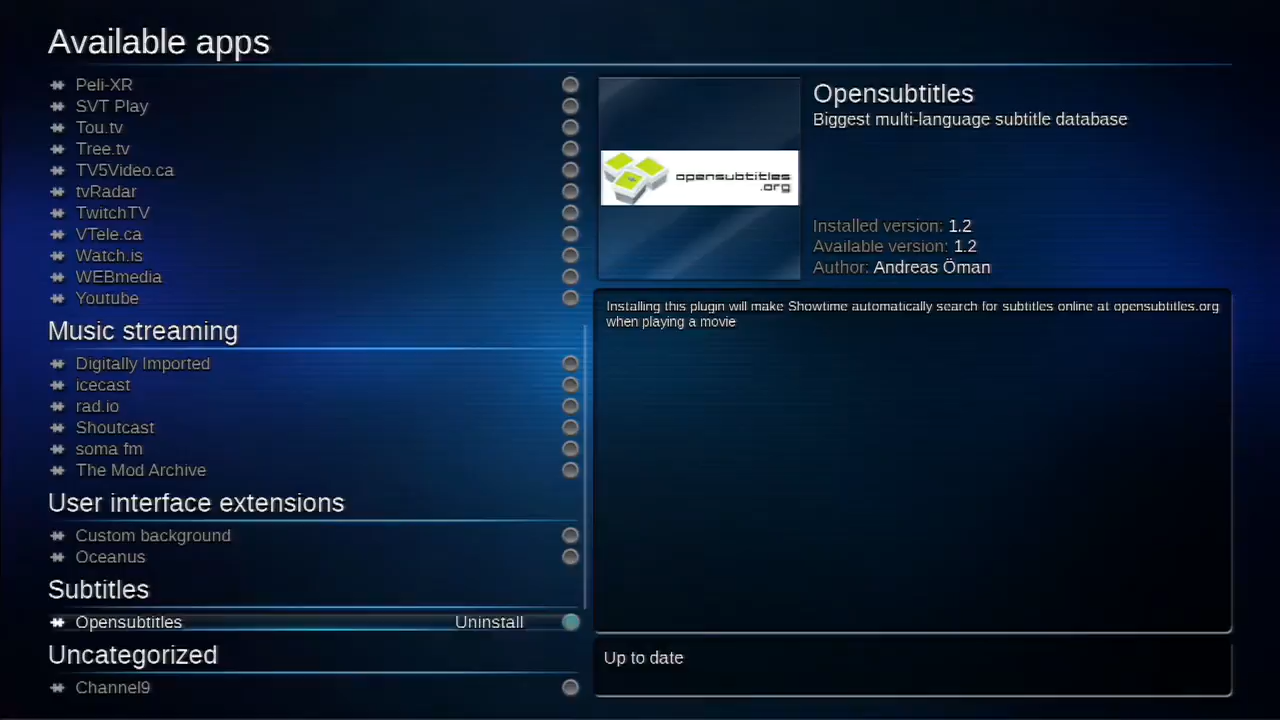 Available apps
Peli-XR
SVT Play
Tou.tv
Tree.tv
TV5Video.ca
tvRadar
TwitchTV
VTele.ca
Watch.is
WEBmedia
Youtube
Music streaming
Digitally Imported
icecast
rad.io
Shoutcast
soma fm
The Mod Archive
User interface extensions
Custom background
Oceanus
Subtitles
Opensubtitles Uninstall
Uncategorized
Channel9
opensubtitles
.org
Opensubtitles
Biggest multi-language subtitle database
Installed version: 1.2
Available version: 1.2
Author: Andreas Öman
Installing this plugin will make Showtime automatically search for subtitles online at opensubtitles.org
when playing a movie
Up to date